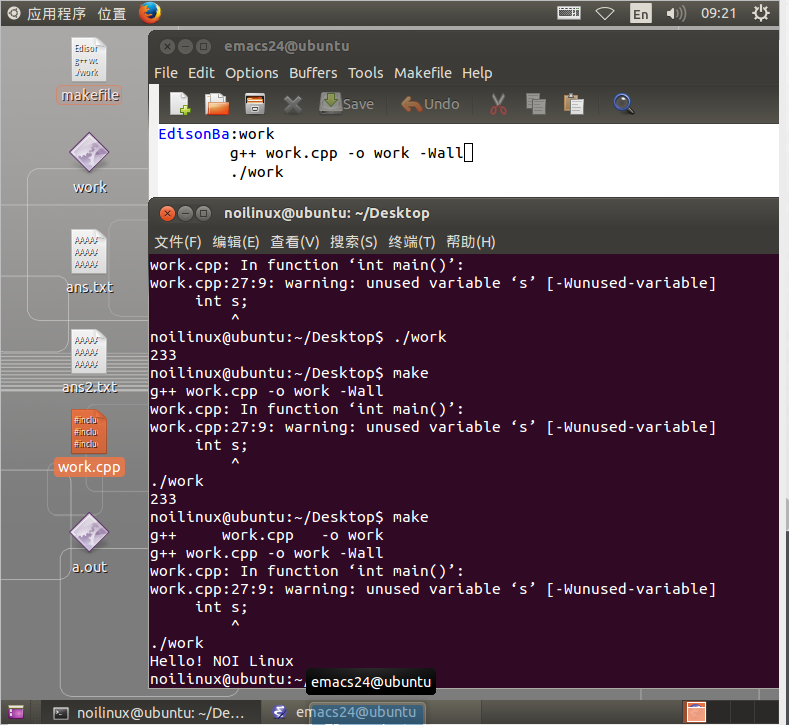 应用程序 位置
En
09:21
Edisor
g++ wc
./work
makefile
work
AAAAA
AAAAA
AAAAA
ans.txt
AAAAA
AAAAA
AAAAA
ans2.txt
#inclu
#inclu
#inclu
work.cpp
a.out
emacs24@ubuntu
File Edit Options Buffers Tools Makefile Help
Save Undo
EdisonBa:work
g++ work.cpp -o work -Wall
./work
noilinux@ubuntu: ~/Desktop
文件(F) 编辑(E) 查看(V) 搜索(S) 终端(T) 帮助(H)
work.cpp: In function ‘int main()’:
work.cpp:27:9: warning: unused variable ‘s’ [-Wunused-variable]
int s;
^
noilinux@ubuntu:~/Desktop$ ./work
233
noilinux@ubuntu:~/Desktop$ make
g++ work.cpp -o work -Wall
work.cpp: In function ‘int main()’:
work.cpp:27:9: warning: unused variable ‘s’ [-Wunused-variable]
int s;
^
./work
233
noilinux@ubuntu:~/Desktop$ make
g++     work.cpp   -o work
g++ work.cpp -o work -Wall
work.cpp: In function ‘int main()’:
work.cpp:27:9: warning: unused variable ‘s’ [-Wunused-variable]
int s;
^
./work
Hello! NOI Linux
noilinux@ubuntu:~/
emacs24@ubuntu
noilinux@ubuntu: ~/De...
emacs24@ubuntu